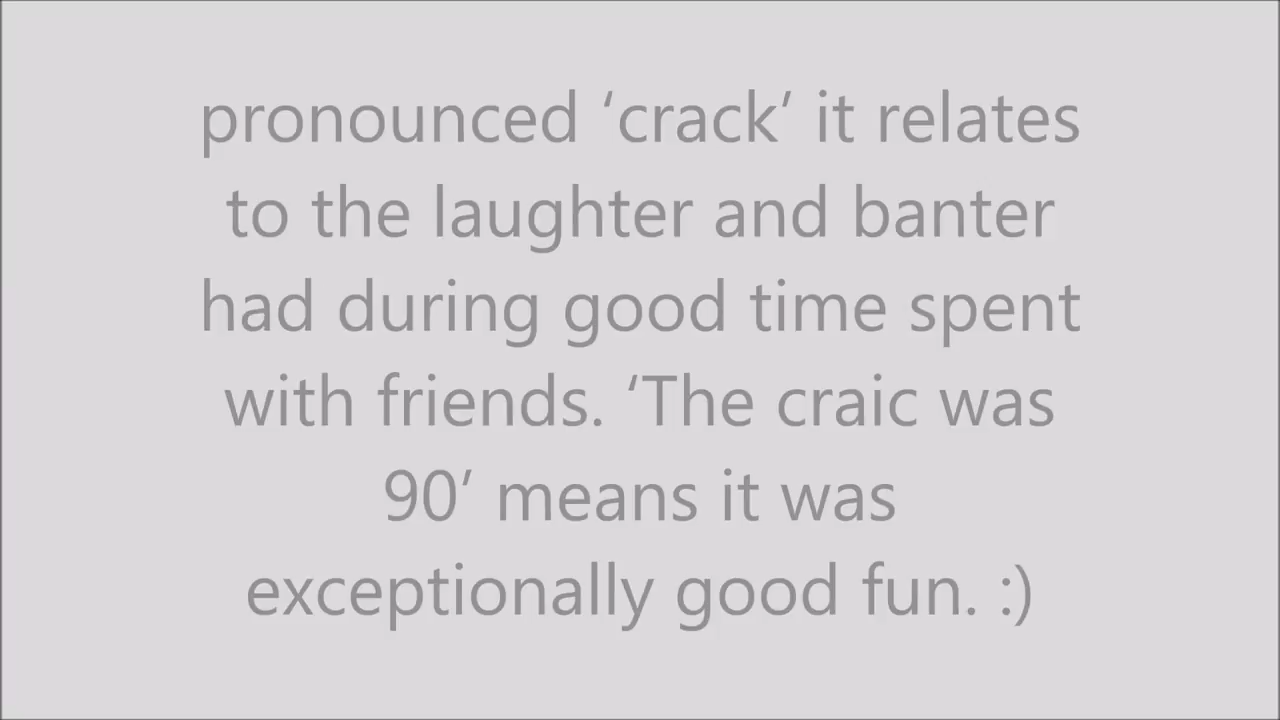 pronounced ‘crack’ it relates
to the laughter and banter
had during good time spent
with friends. ‘The craic was
90’ means it was
exceptionally good fun. :)